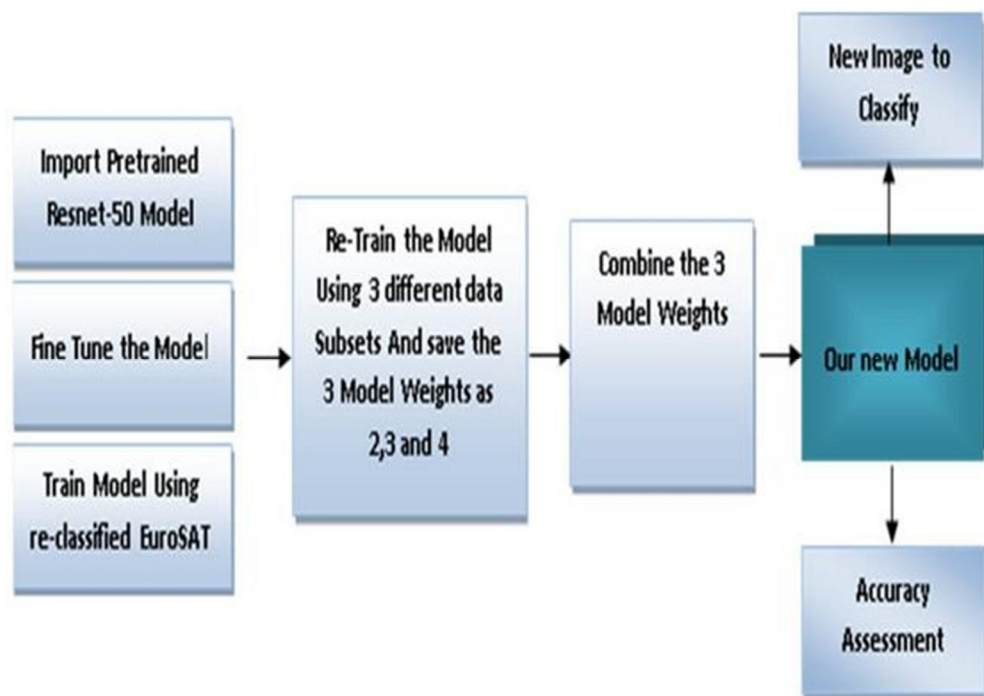 Import Pretrained
Resnet-50 Model
Fine Tune the Model
Train Model Using
re-classified EuroSAT
Re-Train the Model
Using 3 different data
Subsets And save the
3 Model Weights as
2,3 and 4
Combine the 3
Model Weights
New Image to
Classify
Our new Model
Accuracy
Assessment